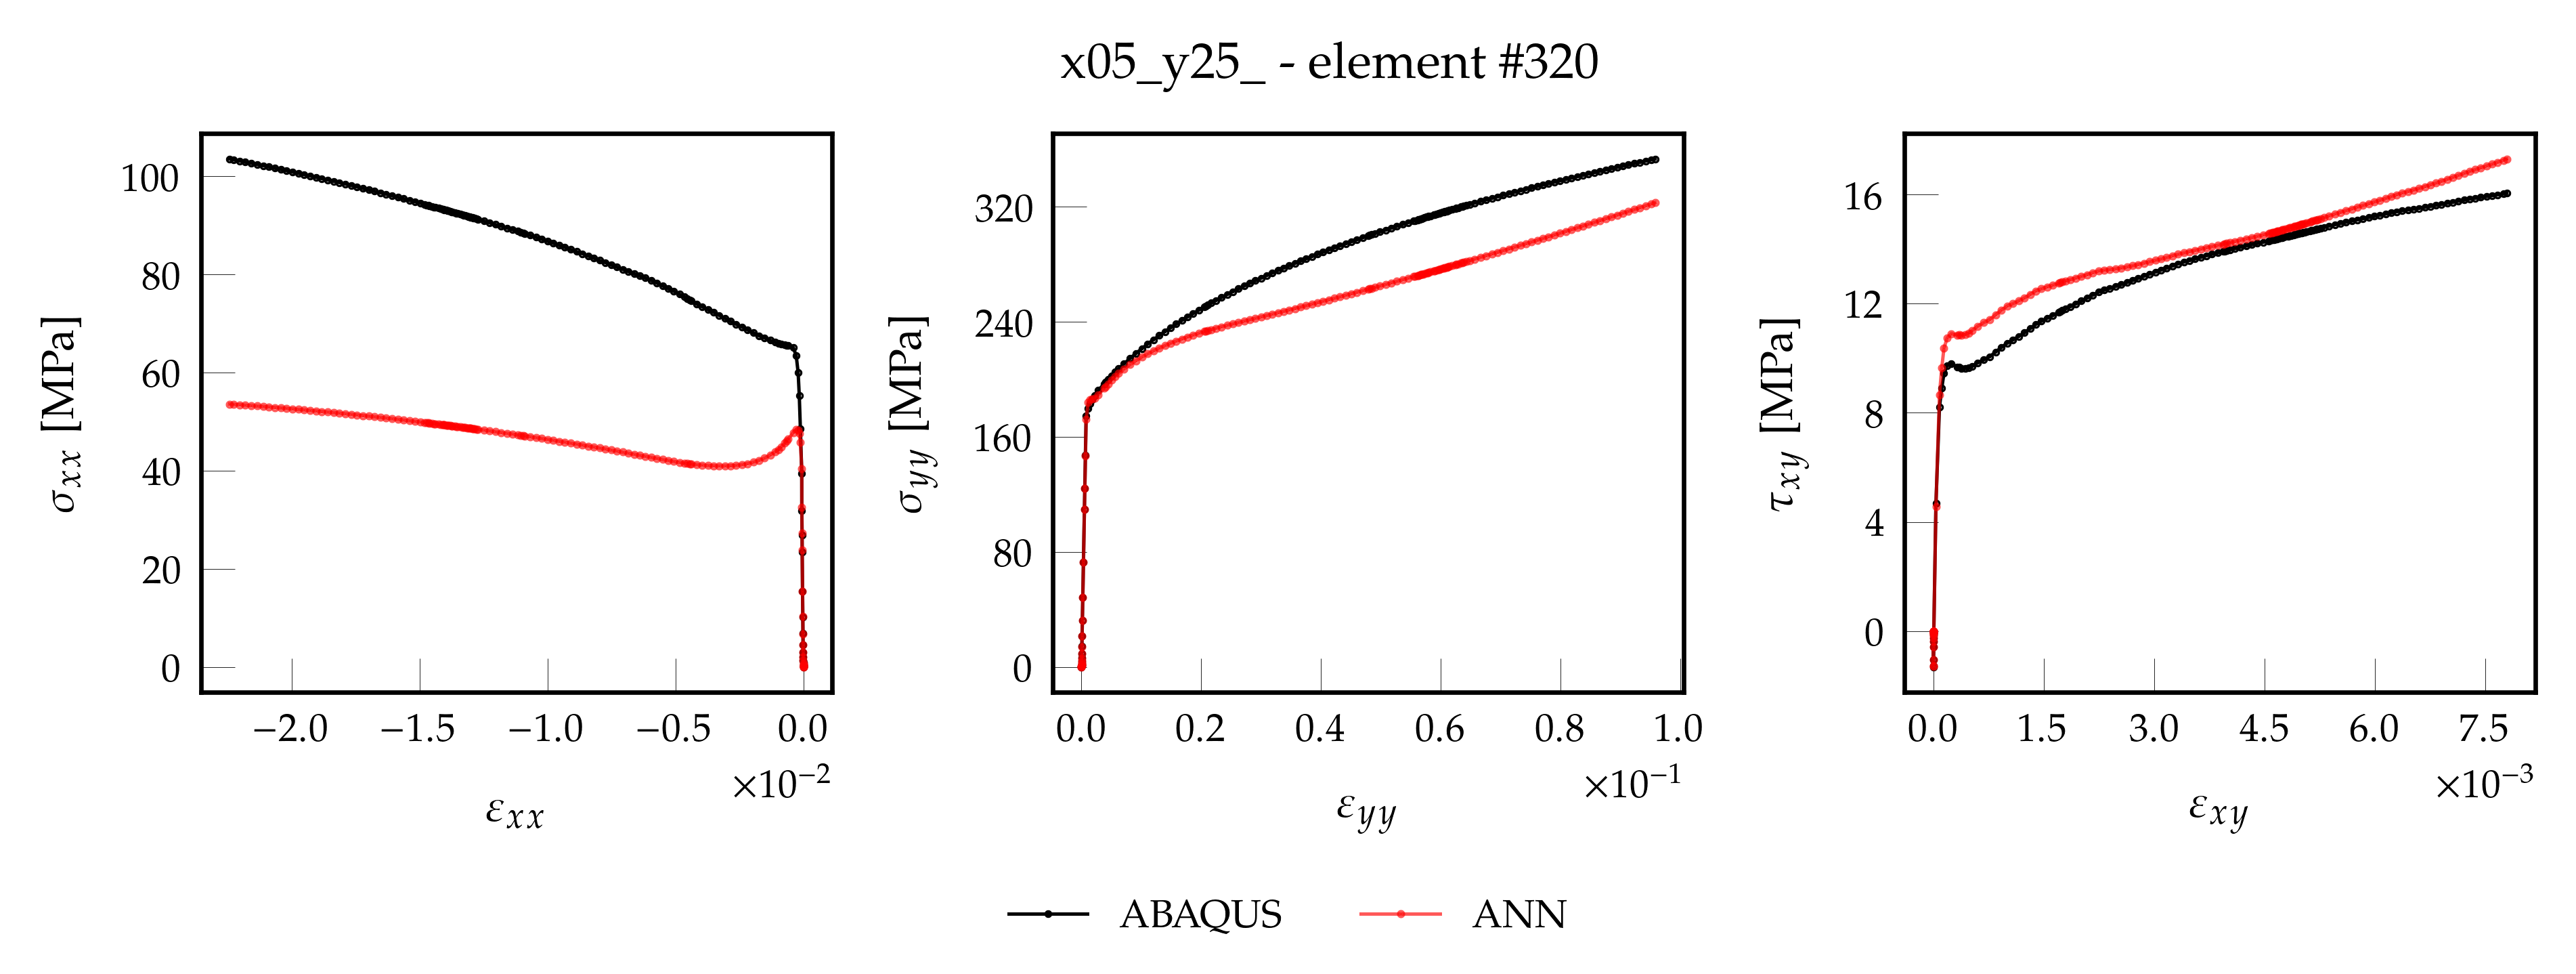 x05_y25_ - element #320
σxx [MPa]
100
80
60
40
20
0
−2.0 −1.5 −1.0 −0.5 0.0
×10−2
εxx
σyy [MPa]
320
240
160
80
0
0.0 0.2 0.4 0.6 0.8 1.0
×10−1
εyy
τxy [MPa]
16
12
8
4
0
0.0 1.5 3.0 4.5 6.0 7.5
×10−3
εxy
ABAQUS ANN